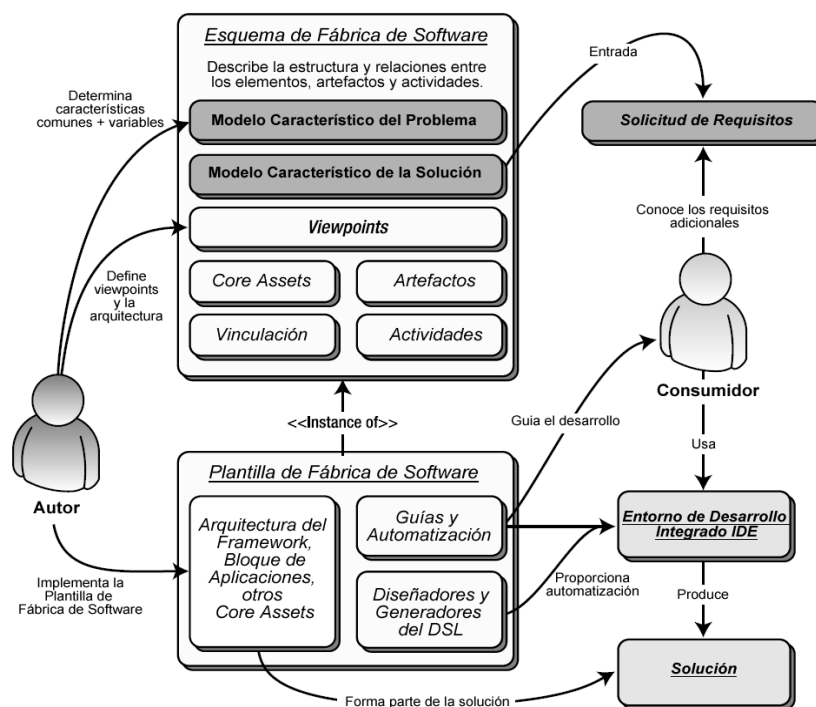 Esquema de Fábrica de Software
Describe la estructura y relaciones entre
los elementos, artefactos y actividades.
Modelo Característico del Problema
Modelo Característico de la Solución
Viewpoints
Core Assets
Artefactos
Vinculación
Actividades
Determina
características
comunes + variables
Define
viewpoints
y la
arquitectura
Autor
Implementa la
Plantilla de
Fábrica de Software
<<Instance of>>
Plantilla de Fábrica de Software
Arquitectura del
Framework,
Bloque de
Aplicaciones,
otros
Core Assets
Guías y
Automatización
Diseñadores y
Generadores
del DSL
Entrada
Solicitud de Requisitos
Conoce los requisitos
adicionales
Consumidor
Guia el desarrollo
Usa
Entorno de Desarrollo
Integrado IDE
Proporciona
automatización
Produce
Solución
Forma parte de la solución